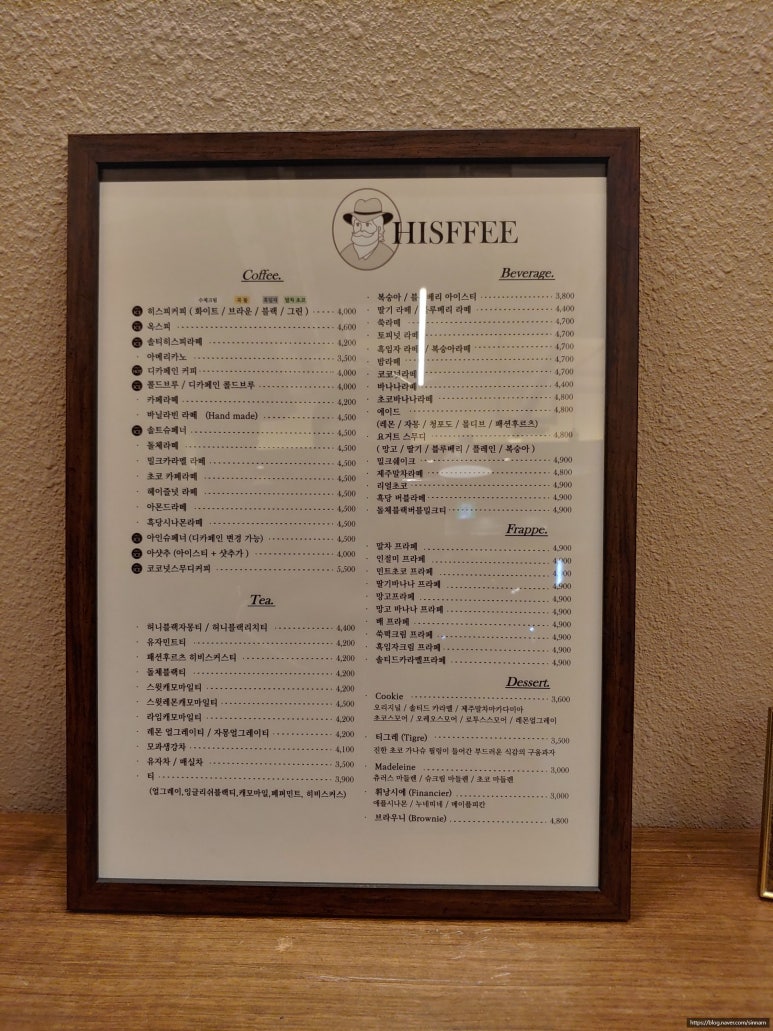 HISFFEE
Coffee.
수제크림 흑임자 말차 초코
히스피커피 ( 화이트 / 브라운 / 블랙 / 그린 ) 4,000
옥스피 4,600
솔티히스피라떼 4,200
아메리카노 3,500
디카페인 커피 4,000
콜드브루 / 디카페인 콜드브루 4,000
카페라떼 4,200
바닐라빈 라떼 (Hand made) 4,500
솔트슈페너 4,500
돌체라떼 4,500
밀크카라멜 라떼 4,500
초코 카페라떼 4,500
헤이즐넛 라떼 4,500
아몬드라떼 4,500
흑당시나몬라떼 4,500
아인슈페너 (디카페인 변경 가능) 4,500
아샷추 (아이스티 + 샷추가 ) 4,000
코코넛스무디커피 5,500
Tea.
허니블랙자몽티 / 허니블랙리치티 4,400
유자민트티 4,200
패션후르츠 히비스커스티 4,200
돌체블랙티 4,200
스윗캐모마일티 4,200
스윗레몬캐모마일티 4,500
라임캐모마일티 4,200
레몬 얼그레이티 / 자몽얼그레이티 4,200
모과생강차 4,100
유자차 / 매실차 3,500
티 3,900
(얼그레이,잉글리쉬블랙티,캐모마일,페퍼민트, 히비스커스)
Beverage.
복숭아 / 블루베리 아이스티 3,800
딸기 라떼 / 블루베리 라떼 4,400
쑥라떼 4,700
토피넛 라떼 4,700
흑임자 라떼 / 복숭아라떼 4,700
밤라떼 4,700
코코넛라떼 4,700
바나나라떼 4,400
초코바나나라떼 4,800
에이드 4,800
(레몬 / 자몽 / 청포도 / 블디브 / 패션후르츠)
요거트 스무디 4,800
( 망고 / 딸기 / 블루베리 / 플레인 / 복숭아 )
밀크쉐이크 4,900
제주말차라떼 4,800
리얼초코 4,900
흑당 버블라떼 4,900
돌체블랙버블밀크티 4,900
Frappe.
말차 프라페 4,900
인절미 프라페 4,900
민트초코 프라페 4,900
딸기바나나 프라페 4,900
망고프라페 4,900
망고 바나나 프라페 4,900
배 프라페 4,900
쑥떡크림 프라페 4,900
흑임자크림 프라페 4,900
솔티드카라멜프라페 4,900
Dessert.
Cookie 3,600
오리지널 / 솔티드 카라멜 / 제주말차마카다미아
초코스모어 / 오레오스모어 / 로투스스모어 / 레몬얼그레이
티그레 (Tigre) 3,500
진한 초코 가나슈 필링이 들어간 부드러운 식감의 구움과자
Madeleine 3,000
츄러스 마들렌 / 슈크림 마들렌 / 초코 마들렌
휘낭시에 (Financier) 3,000
애플시나몬 / 누네띠네 / 메이플피칸
브라우니 (Brownie) 4,800
https://blog.naver.com/sinnam